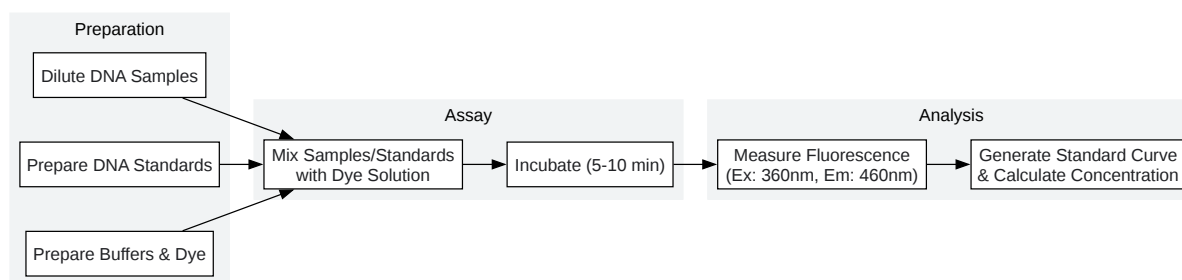 Preparation
Dilute DNA Samples
Prepare DNA Standards
Prepare Buffers & Dye
Assay
Mix Samples/Standards
with Dye Solution
Incubate (5-10 min)
Analysis
Measure Fluorescence
(Ex: 360nm, Em: 460nm)
Generate Standard Curve
& Calculate Concentration